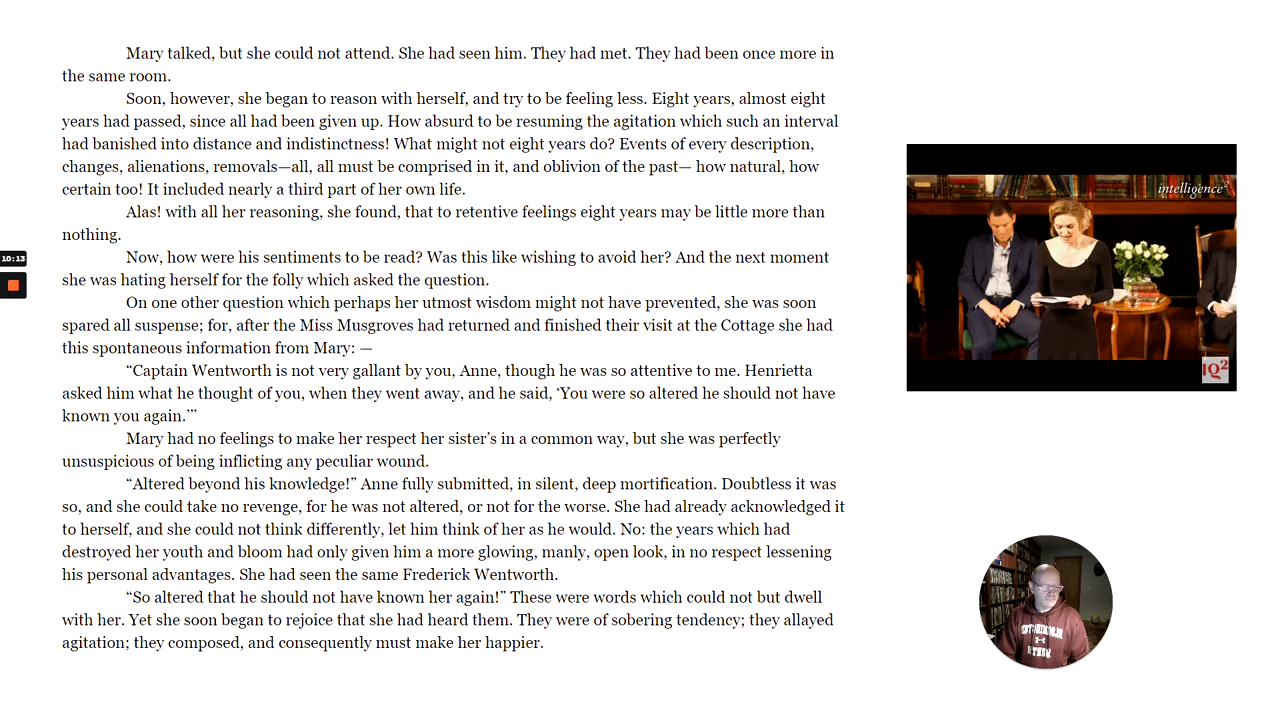 Mary talked, but she could not attend. She had seen him. They had met. They had been once more in
the same room.
Soon, however, she began to reason with herself, and try to be feeling less. Eight years, almost eight
years had passed, since all had been given up. How absurd to be resuming the agitation which such an interval
had banished into distance and indistinctness! What might not eight years do? Events of every description,
changes, alienations, removals—all, all must be comprised in it, and oblivion of the past— how natural, how
certain too! It included nearly a third part of her own life.
Alas! with all her reasoning, she found, that to retentive feelings eight years may be little more than
nothing.
Now, how were his sentiments to be read? Was this like wishing to avoid her? And the next moment
she was hating herself for the folly which asked the question.
On one other question which perhaps her utmost wisdom might not have prevented, she was soon
spared all suspense; for, after the Miss Musgroves had returned and finished their visit at the Cottage she had
this spontaneous information from Mary: —
“Captain Wentworth is not very gallant by you, Anne, though he was so attentive to me. Henrietta
asked him what he thought of you, when they went away, and he said, ‘You were so altered he should not have
known you again.’”
Mary had no feelings to make her respect her sister’s in a common way, but she was perfectly
unsuspicious of being inflicting any peculiar wound.
“Altered beyond his knowledge!” Anne fully submitted, in silent, deep mortification. Doubtless it was
so, and she could take no revenge, for he was not altered, or not for the worse. She had already acknowledged it
to herself, and she could not think differently, let him think of her as he would. No: the years which had
destroyed her youth and bloom had only given him a more glowing, manly, open look, in no respect lessening
his personal advantages. She had seen the same Frederick Wentworth.
“So altered that he should not have known her again!” These were words which could not but dwell
with her. Yet she soon began to rejoice that she had heard them. They were of sobering tendency; they allayed
agitation; they composed, and consequently must make her happier.
10:13
intelligence²
IQ²